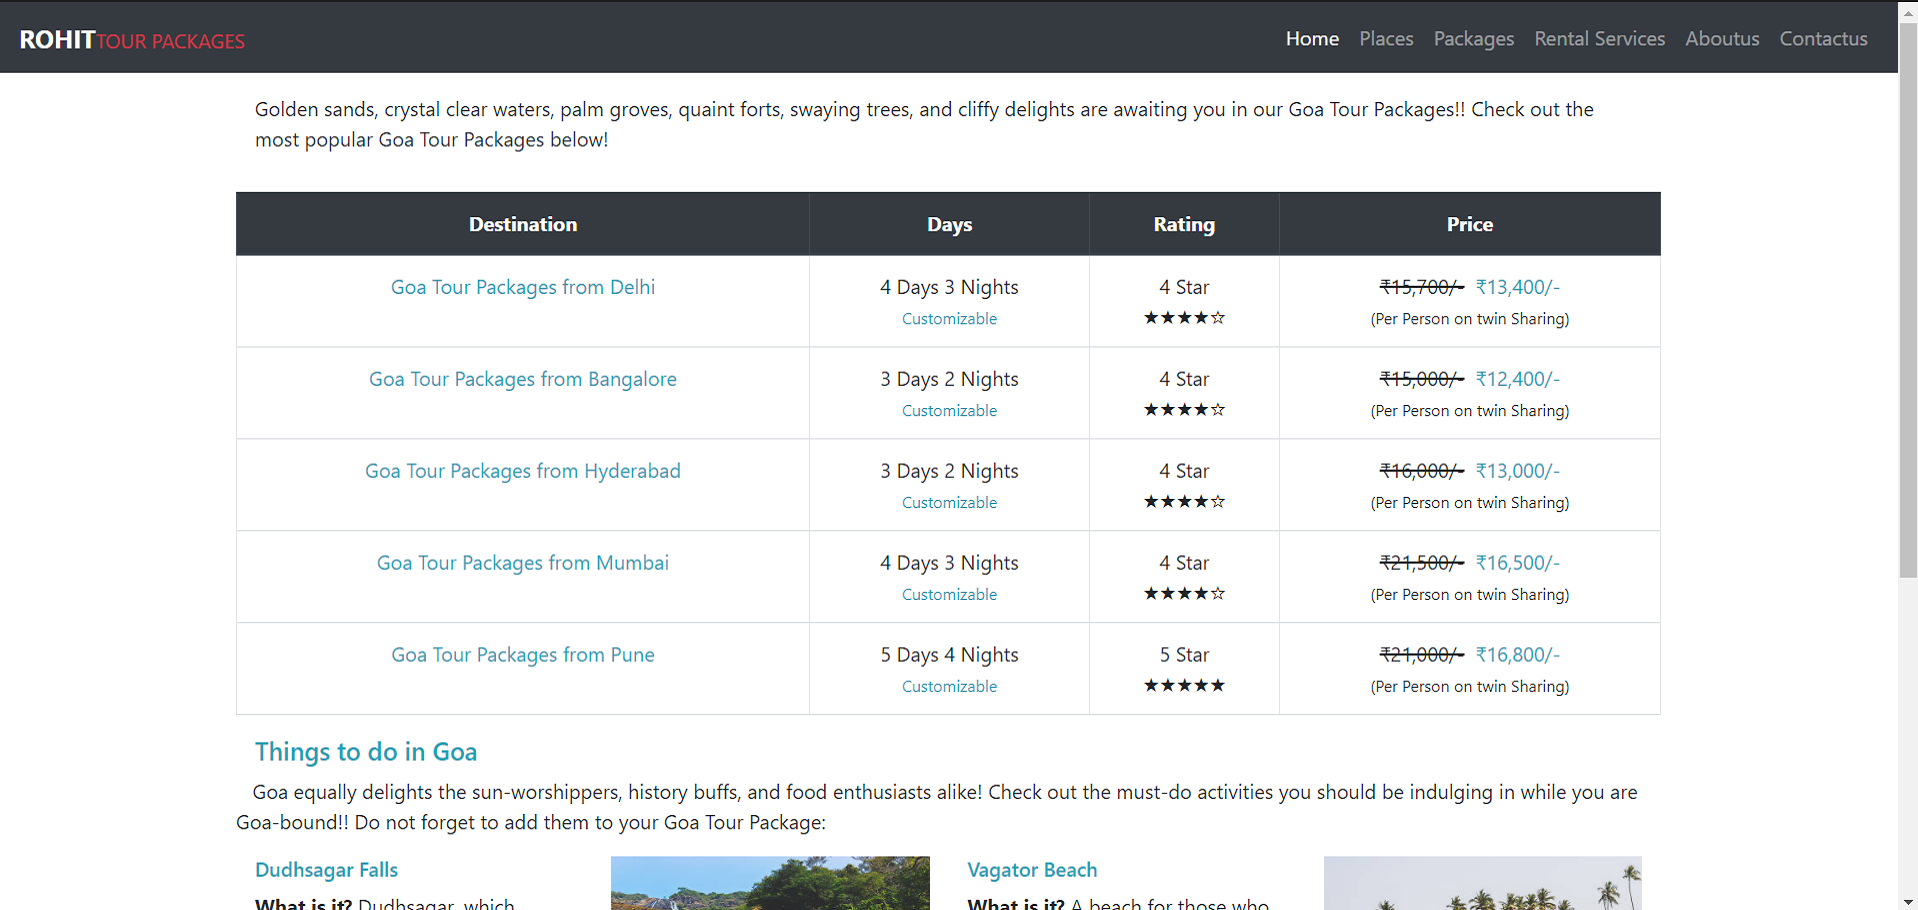 ROHIT TOUR PACKAGES Home Places Packages Rental Services Aboutus Contactus
Golden sands, crystal clear waters, palm groves, quaint forts, swaying trees, and cliffy delights are awaiting you in our Goa Tour Packages!! Check out the
most popular Goa Tour Packages below!
Destination Days Rating Price
Goa Tour Packages from Delhi 4 Days 3 Nights 4 Star ₹15,700/- ₹13,400/-
Customizable ★★★★☆ (Per Person on twin Sharing)
Goa Tour Packages from Bangalore 3 Days 2 Nights 4 Star ₹15,000/- ₹12,400/-
Customizable ★★★★☆ (Per Person on twin Sharing)
Goa Tour Packages from Hyderabad 3 Days 2 Nights 4 Star ₹16,000/- ₹13,000/-
Customizable ★★★★☆ (Per Person on twin Sharing)
Goa Tour Packages from Mumbai 4 Days 3 Nights 4 Star ₹21,500/- ₹16,500/-
Customizable ★★★★☆ (Per Person on twin Sharing)
Goa Tour Packages from Pune 5 Days 4 Nights 5 Star ₹21,000/- ₹16,800/-
Customizable ★★★★★ (Per Person on twin Sharing)
Things to do in Goa
Goa equally delights the sun-worshippers, history buffs, and food enthusiasts alike! Check out the must-do activities you should be indulging in while you are
Goa-bound!! Do not forget to add them to your Goa Tour Package:
Dudhsagar Falls
What is it? Dudhsagar, which
Vagator Beach
What is it? A beach for those who